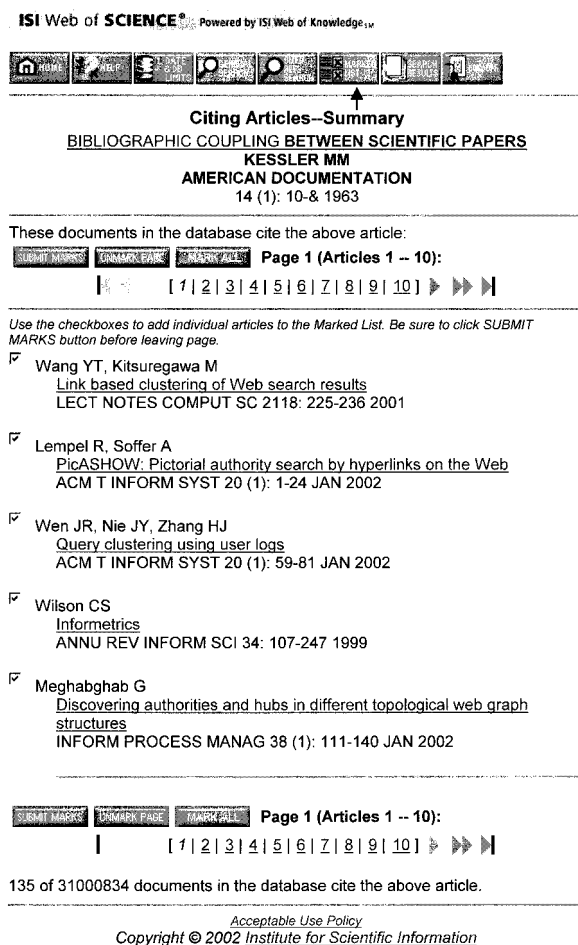 ISI Web of SCIENCE® Powered by ISI Web of Knowledge SM
HOME HELP DATE & DB LIMITS MARKED LIST SEARCH RESULTS
Citing Articles--Summary
BIBLIOGRAPHIC COUPLING BETWEEN SCIENTIFIC PAPERS
KESSLER MM
AMERICAN DOCUMENTATION
14 (1): 10-& 1963
These documents in the database cite the above article:
SUBMIT MARKS UNMARK PAGE MARK ALL Page 1 (Articles 1 -- 10):
[ 1 | 2 | 3 | 4 | 5 | 6 | 7 | 8 | 9 | 10 ]
Use the checkboxes to add individual articles to the Marked List. Be sure to click SUBMIT
MARKS button before leaving page.
Wang YT, Kitsuregawa M
Link based clustering of Web search results
LECT NOTES COMPUT SC 2118: 225-236 2001
Lempel R, Soffer A
PicASHOW: Pictorial authority search by hyperlinks on the Web
ACM T INFORM SYST 20 (1): 1-24 JAN 2002
Wen JR, Nie JY, Zhang HJ
Query clustering using user logs
ACM T INFORM SYST 20 (1): 59-81 JAN 2002
Wilson CS
Informetrics
ANNU REV INFORM SCI 34: 107-247 1999
Meghabghab G
Discovering authorities and hubs in different topological web graph
structures
INFORM PROCESS MANAG 38 (1): 111-140 JAN 2002
SUBMIT MARKS UNMARK PAGE MARK ALL Page 1 (Articles 1 -- 10):
[ 1 | 2 | 3 | 4 | 5 | 6 | 7 | 8 | 9 | 10 ]
135 of 31000834 documents in the database cite the above article.
Acceptable Use Policy
Copyright © 2002 Institute for Scientific Information